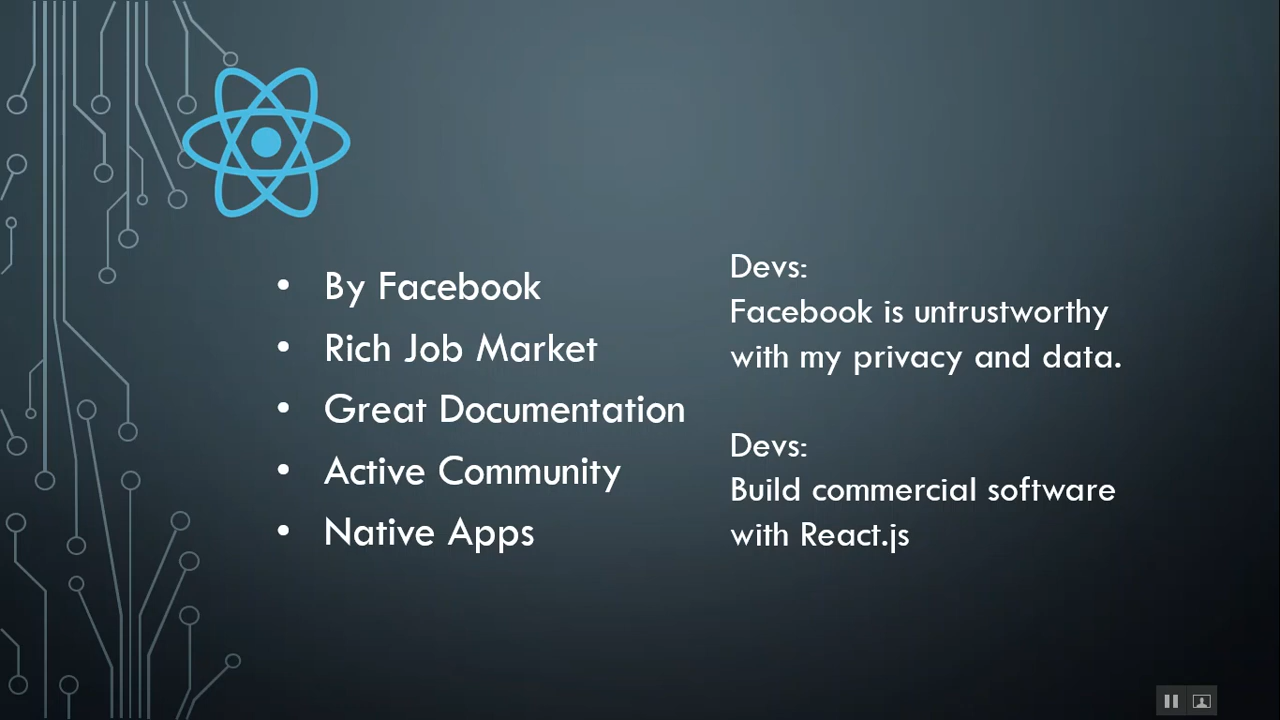 • By Facebook
• Rich Job Market
• Great Documentation
• Active Community
• Native Apps
Devs:
Facebook is untrustworthy
with my privacy and data.
Devs:
Build commercial software
with React.js